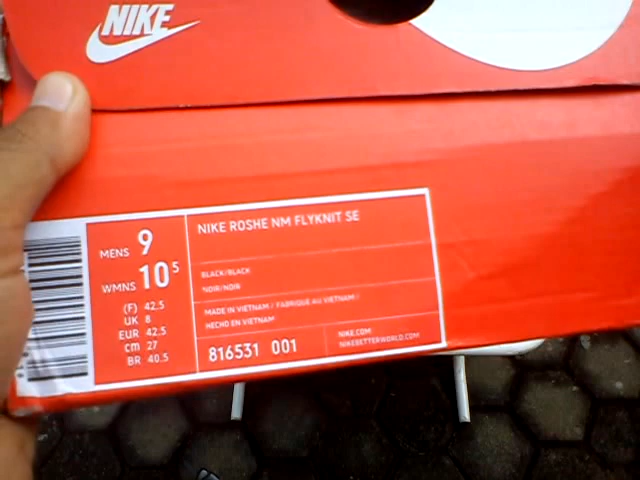 NIKE
MENS 9
WMNS 10 5
(F) 42.5
UK 8
EUR 42.5
cm 27
BR 40.5
NIKE ROSHE NM FLYKNIT SE
BLACK/BLACK
NOIR/NOIR
MADE IN VIETNAM / FABRIQUE AU VIETNAM /
HECHO EN VIETNAM
816531 001
NIKE.COM
NIKEBETTERWORLD.COM